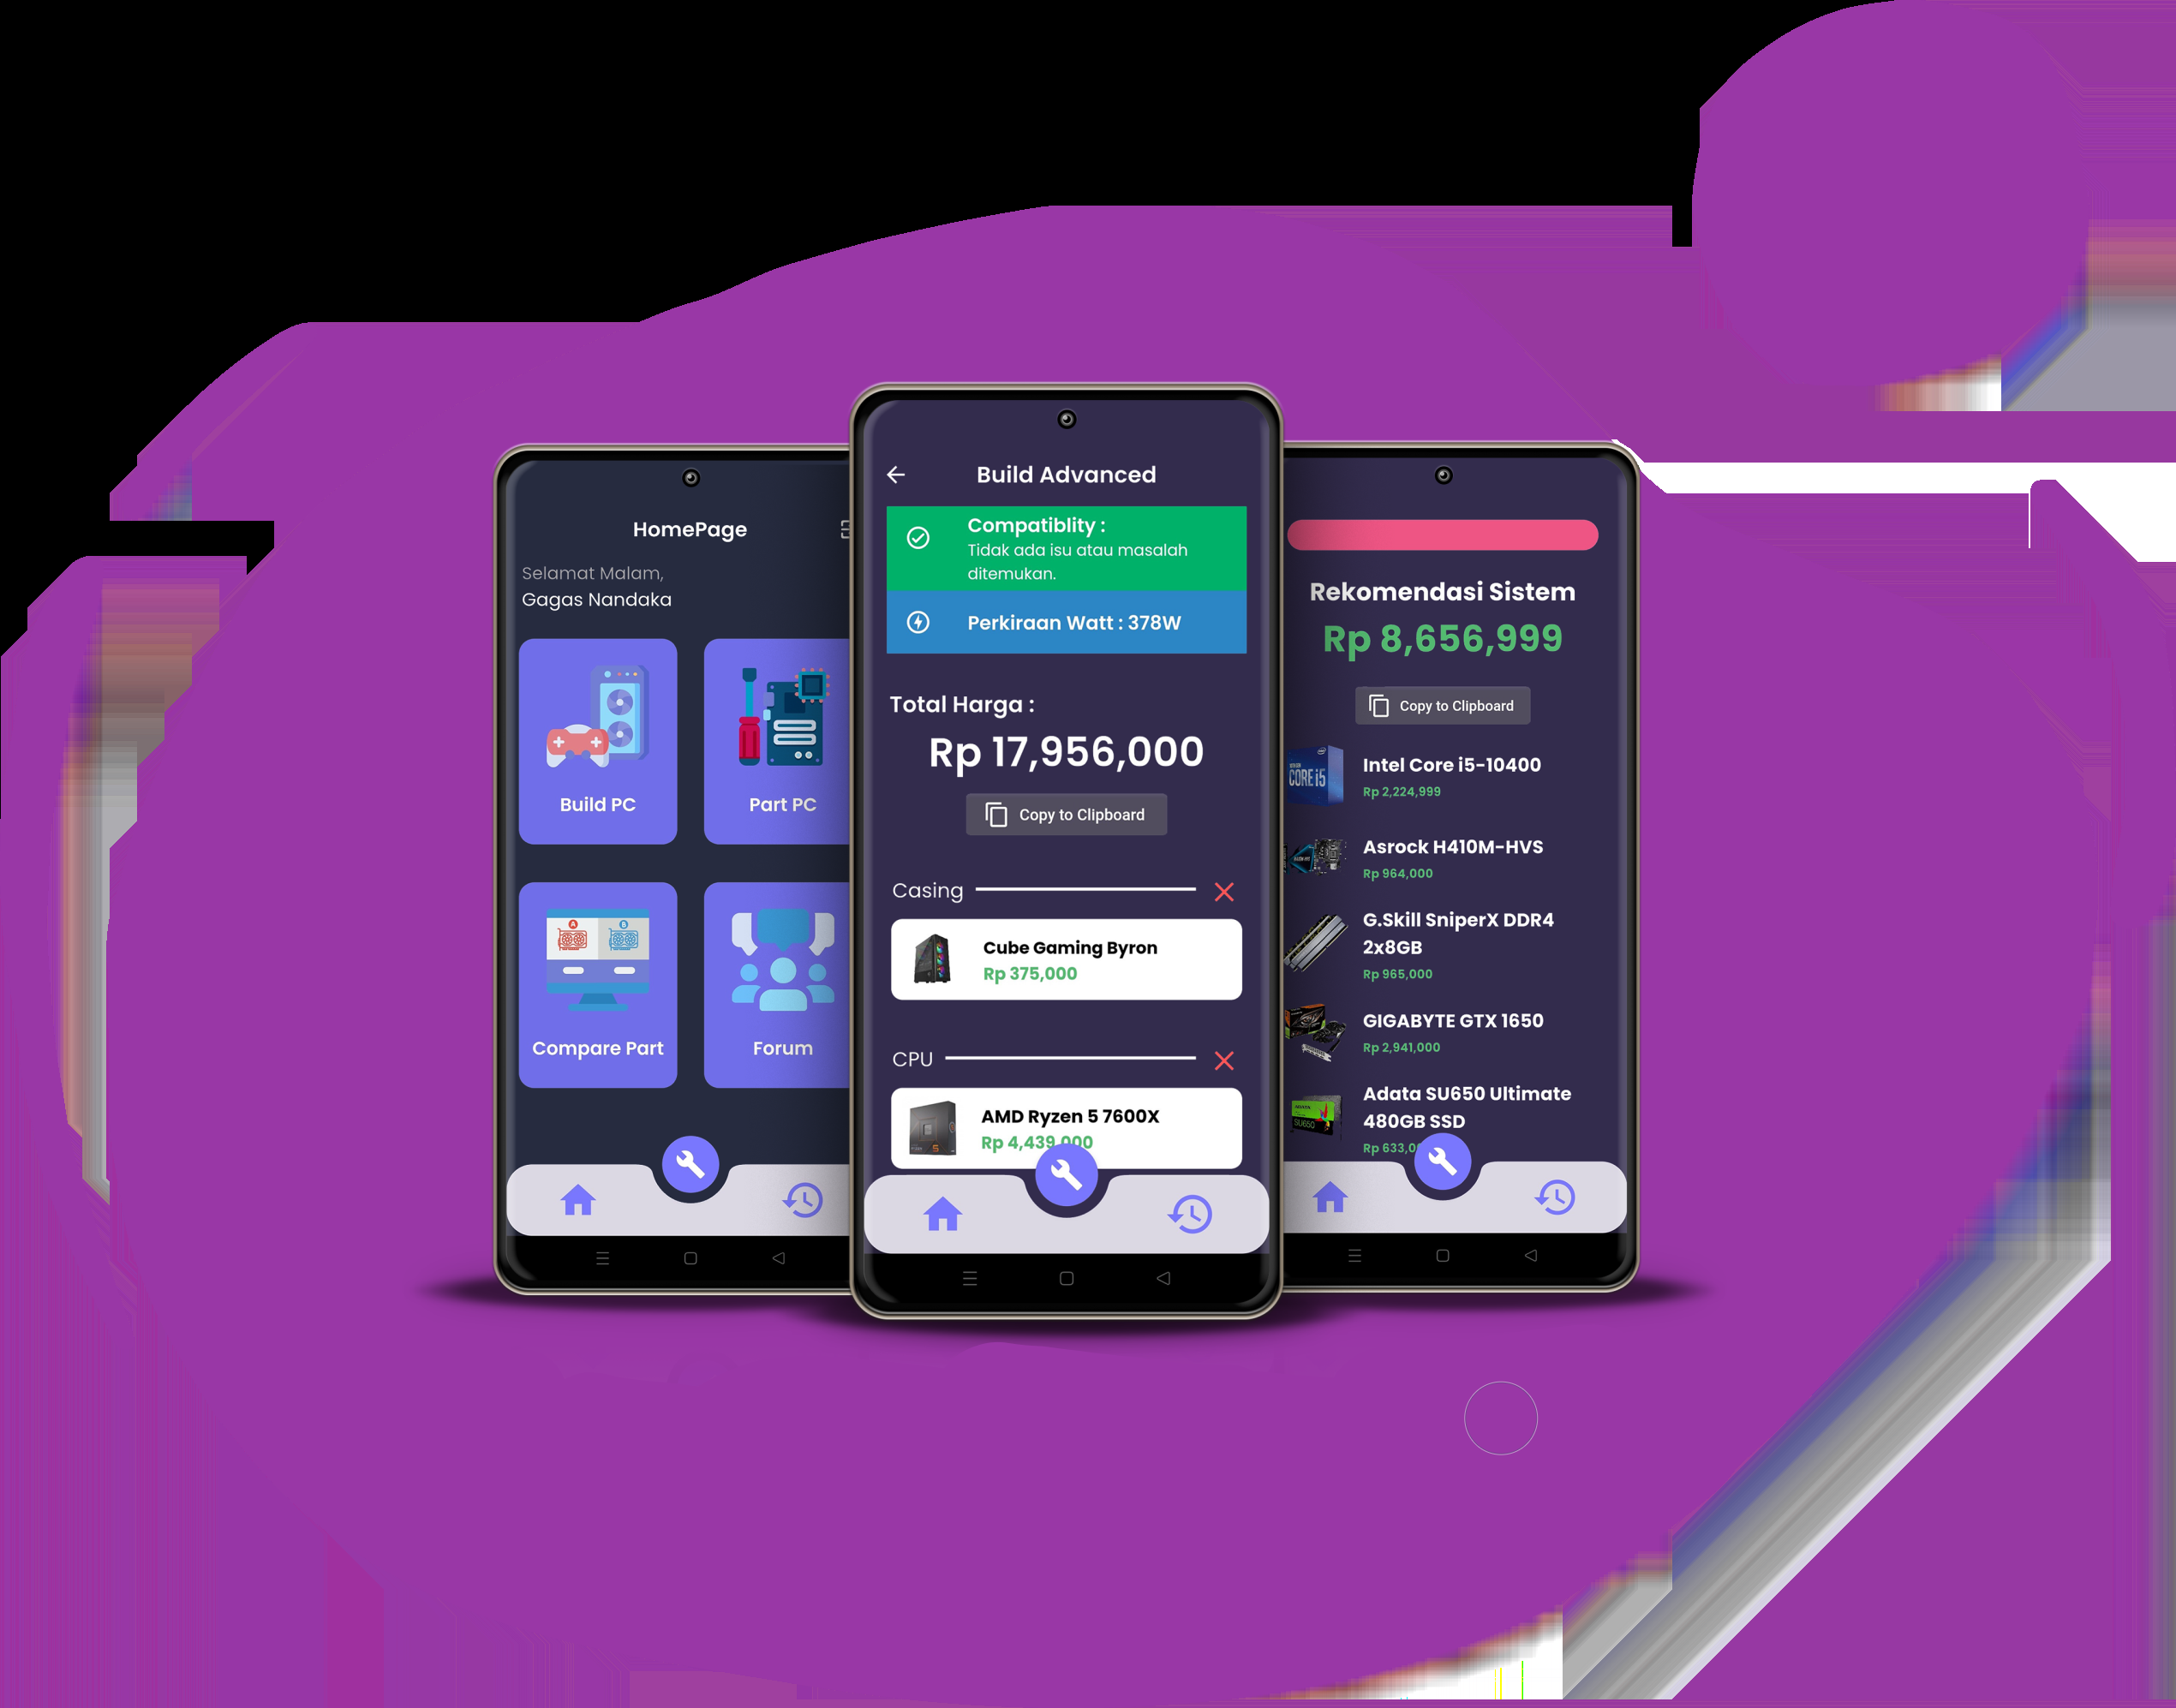 HomePage
Selamat Malam,
Gagas Nandaka
Build PC
Part PC
A
B
Compare Part
Forum
Build Advanced
Compatiblity :
Tidak ada isu atau masalah
ditemukan.
Perkiraan Watt : 378W
Total Harga :
Rp 17,956,000
Copy to Clipboard
Casing
Cube Gaming Byron
Rp 375,000
CPU
AMD Ryzen 5 7600X
Rp 4,439,000
Rekomendasi Sistem
Rp 8,656,999
Copy to Clipboard
CORE i5
Intel Core i5-10400
Rp 2,224,999
Asrock H410M-HVS
Rp 964,000
G.Skill SniperX DDR4
2x8GB
Rp 965,000
GIGABYTE GTX 1650
Rp 2,941,000
SU650
Adata SU650 Ultimate
480GB SSD
Rp 633,0